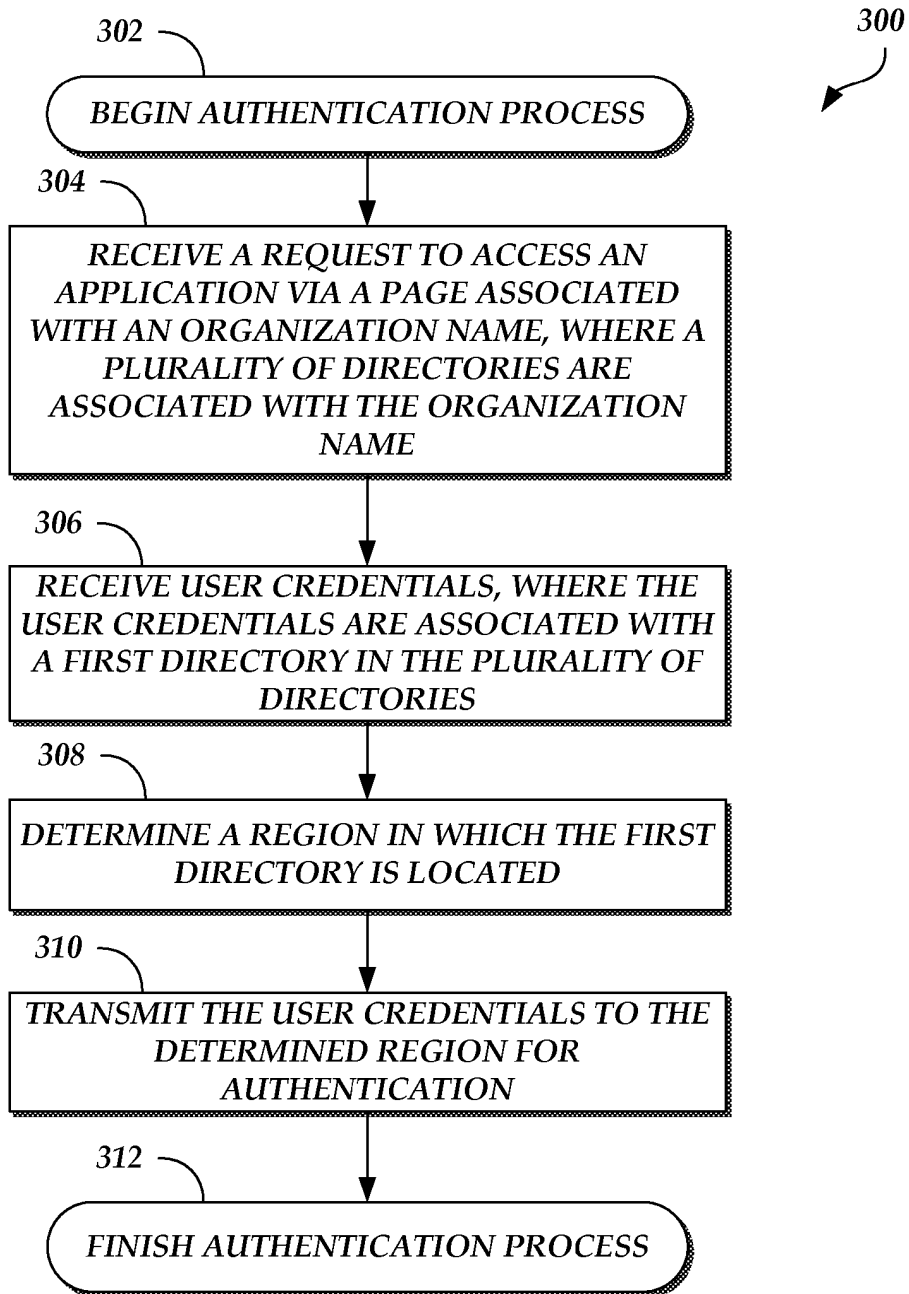 300
302
BEGIN AUTHENTICATION PROCESS
304
RECEIVE A REQUEST TO ACCESS AN
APPLICATION VIA A PAGE ASSOCIATED
WITH AN ORGANIZATION NAME, WHERE A
PLURALITY OF DIRECTORIES ARE
ASSOCIATED WITH THE ORGANIZATION
NAME
306
RECEIVE USER CREDENTIALS, WHERE THE
USER CREDENTIALS ARE ASSOCIATED WITH
A FIRST DIRECTORY IN THE PLURALITY OF
DIRECTORIES
308
DETERMINE A REGION IN WHICH THE FIRST
DIRECTORY IS LOCATED
310
TRANSMIT THE USER CREDENTIALS TO THE
DETERMINED REGION FOR
AUTHENTICATION
312
FINISH AUTHENTICATION PROCESS